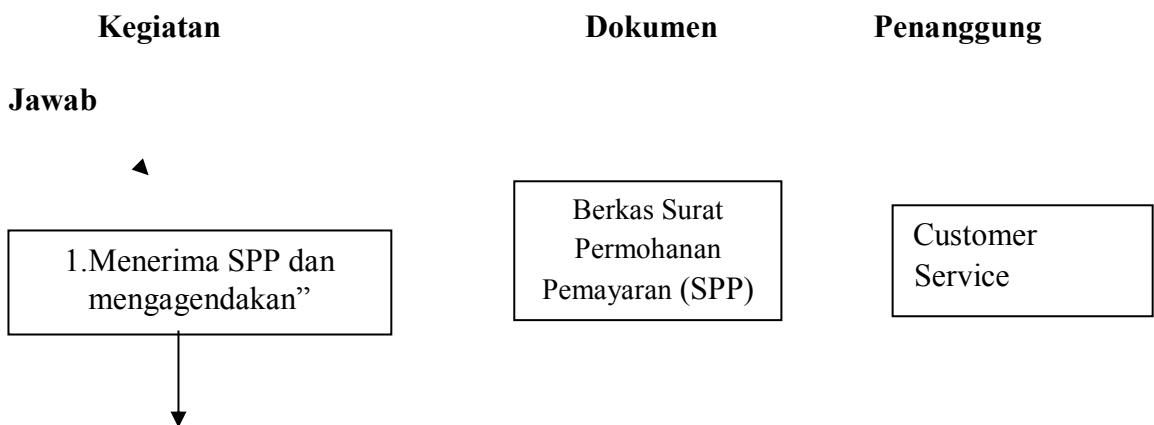 Kegiatan Dokumen Penanggung
Jawab
1.Menerima SPP dan
mengagendakan”
Berkas Surat
Permohanan
Pemayaran (SPP)
Customer
Service